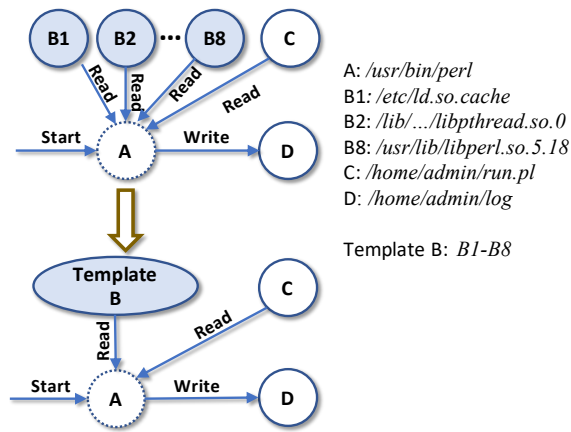 B1 B2 ••• B8 C
Read Read Read Read
Start A Write D
Template
B
C
Read Read
Start A Write D
A: /usr/bin/perl
B1: /etc/ld.so.cache
B2: /lib/…/libpthread.so.0
B8: /usr/lib/libperl.so.5.18
C: /home/admin/run.pl
D: /home/admin/log
Template B: B1-B8